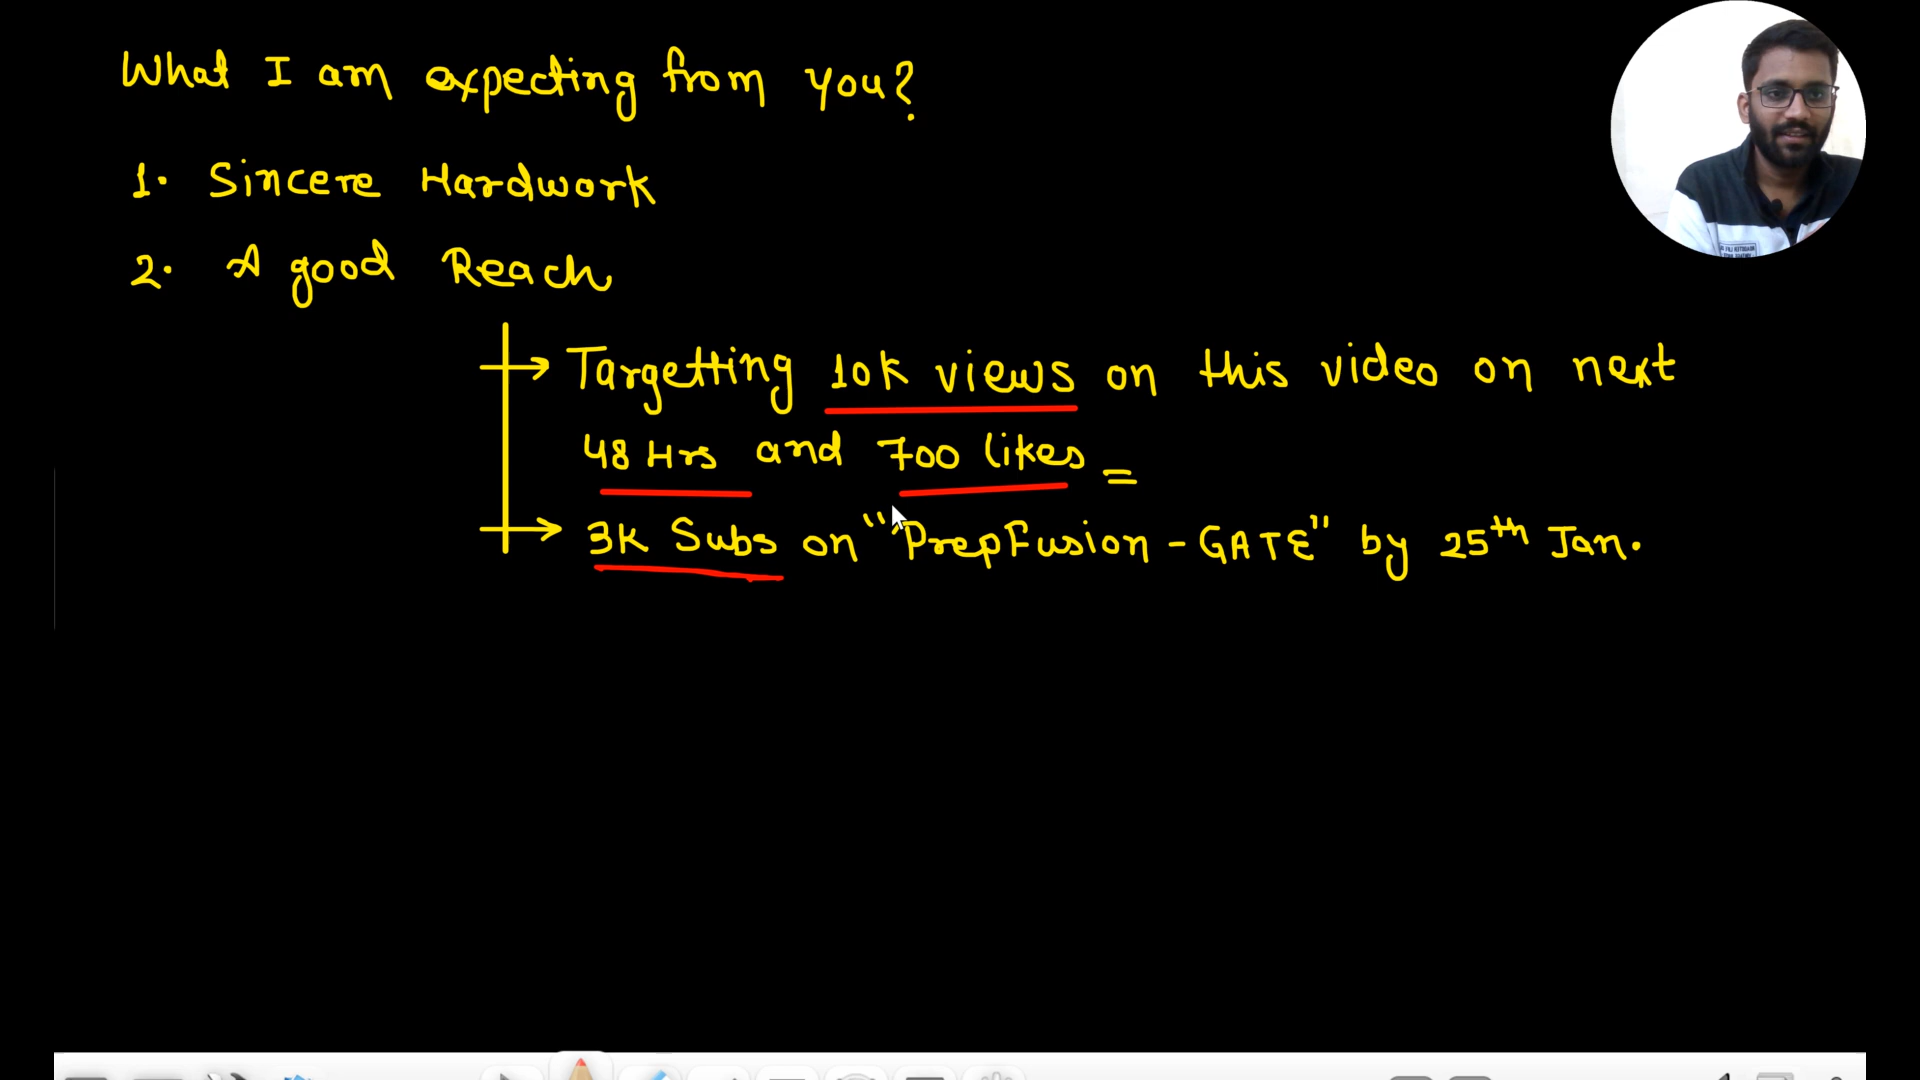 What I am expecting from you?
1. Sincere Hardwork
2. A good Reach
→ Targetting 10K views on this video on next
48 Hrs and 700 likes =
→ 3K Subs on "PrepFusion - GATE" by 25th Jan.